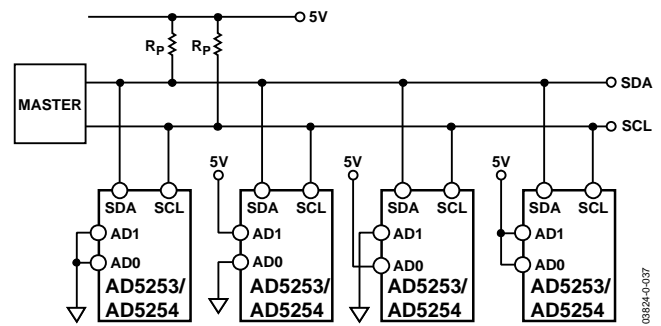 5V
RP RP
MASTER
SDA
SCL
5V 5V 5V
SDA SCL SDA SCL SDA SCL SDA SCL
AD1 AD1 AD1 AD1
AD0 AD0 AD0 AD0
AD5253/ AD5253/ AD5253/ AD5253/
AD5254 AD5254 AD5254 AD5254
03824-0-037